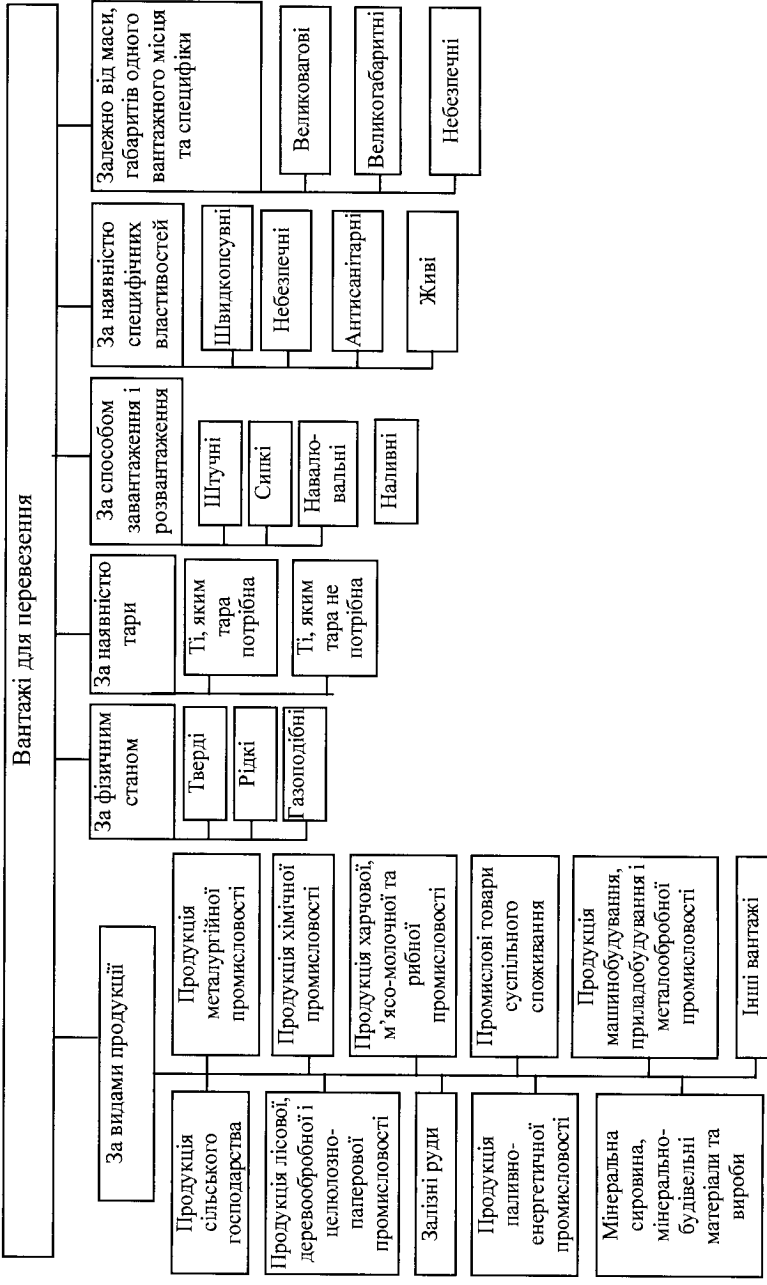 Вантажі для перевезення
За видами продукції
Продукція
сільського
господарства
Продукція лісової,
деревообробної і
целюлозно-
паперової
промисловості
Залізні руди
Продукція
паливно-
енергетичної
промисловості
Мінеральна
сировина,
мінерально-
будівельні
матеріали та
вироби
Продукція
металургійної
промисловості
Продукція хімічної
промисловості
Продукція харчової,
м’ясо-молочної та
рибної
промисловості
Промислові товари
суспільного
споживання
Продукція
машинобудування,
приладобудування і
металообробної
промисловості
Інші вантажі
За фізичним
станом
Тверді
Рідкі
Газоподібні
За наявністю
тари
Ті, яким
тара
потрібна
Ті, яким
тара не
потрібна
За способом
завантаження і
розвантаження
Штучні
Сипкі
Навалю-
вальні
Наливні
За наявністю
специфічних
властивостей
Швидкопсувні
Небезпечні
Антисанітарні
Живі
Залежно від маси,
габаритів одного
вантажного місця
та специфіки
Великовагові
Великогабаритні
Небезпечні